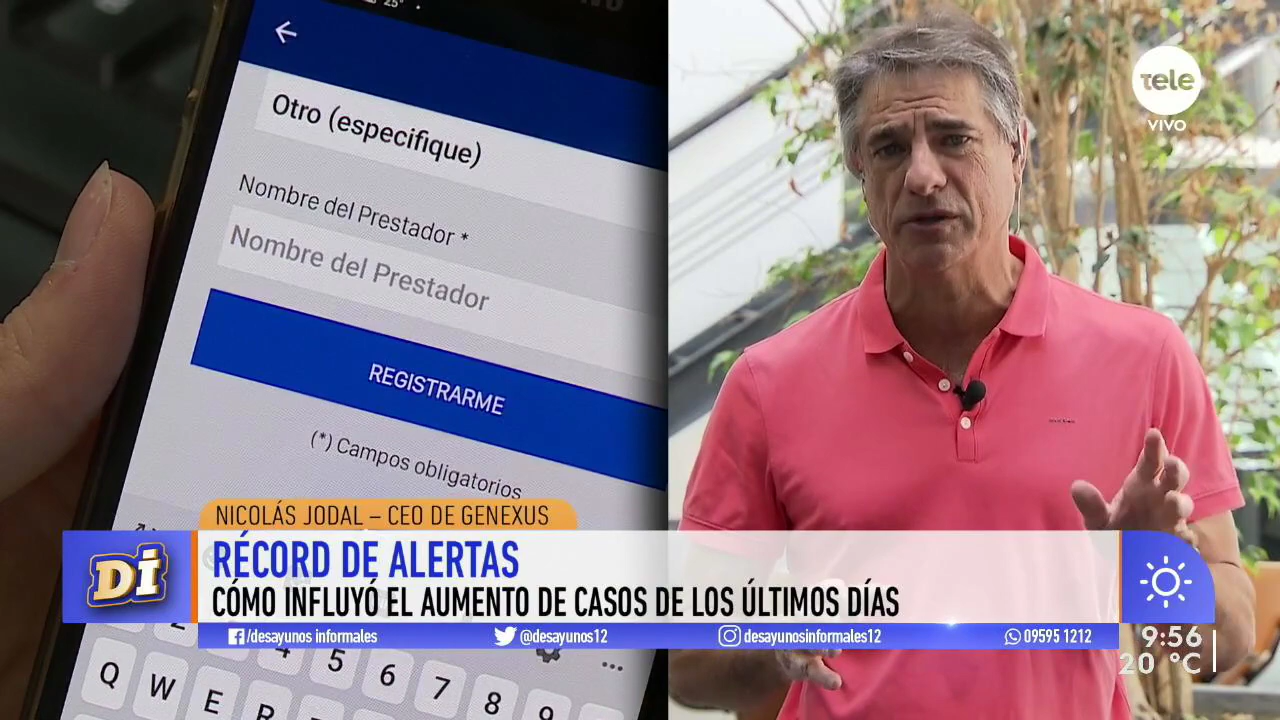 25°
Otro (especifique)
Nombre del Prestador *
Nombre del Prestador
REGISTRARME
(*) Campos obligatorios
tele
VIVO
NICOLÁS JODAL – CEO DE GENEXUS
Di
RÉCORD DE ALERTAS
CÓMO INFLUYÓ EL AUMENTO DE CASOS DE LOS ÚLTIMOS DÍAS
/desayunos informales
@desayunos12
desayunosinformales12
09595 1212
9:56
20 °C
4 5 6 7 8 9
Q W E R